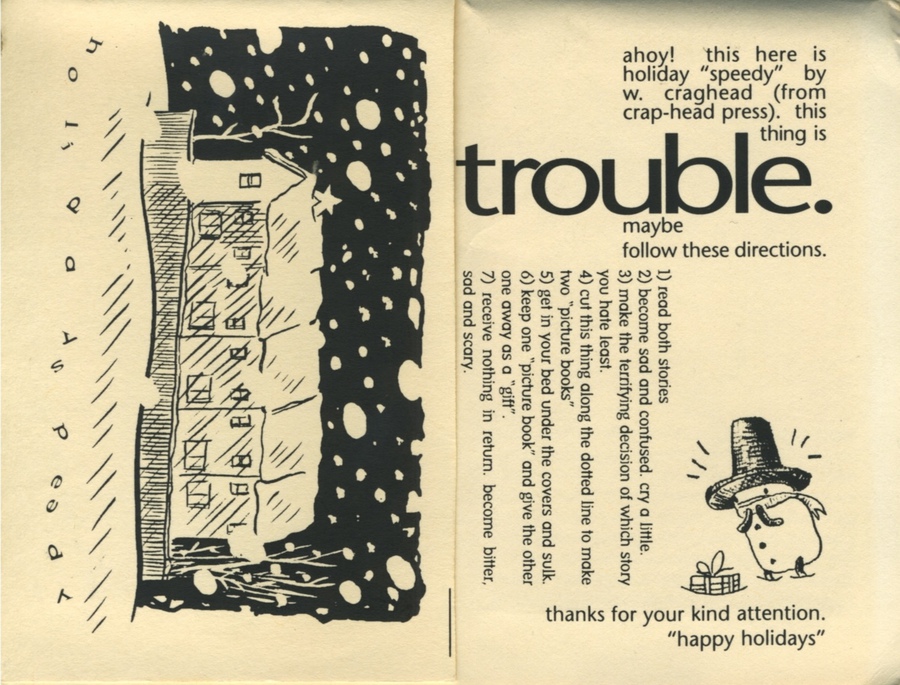 holiday speedy
ahoy! this here is
holiday “speedy” by
w. craghead (from
crap-head press). this
thing is
trouble.
maybe
follow these directions.
1) read both stories
2) become sad and confused. cry a little.
3) make the terrifying decision of which story
you hate least.
4) cut this thing along the dotted line to make
two “picture books”
5) get in your bed under the covers and sulk.
6) keep one “picture book” and give the other
one away as a “gift”.
7) receive nothing in return. become bitter,
sad and scary.
thanks for your kind attention.
“happy holidays”